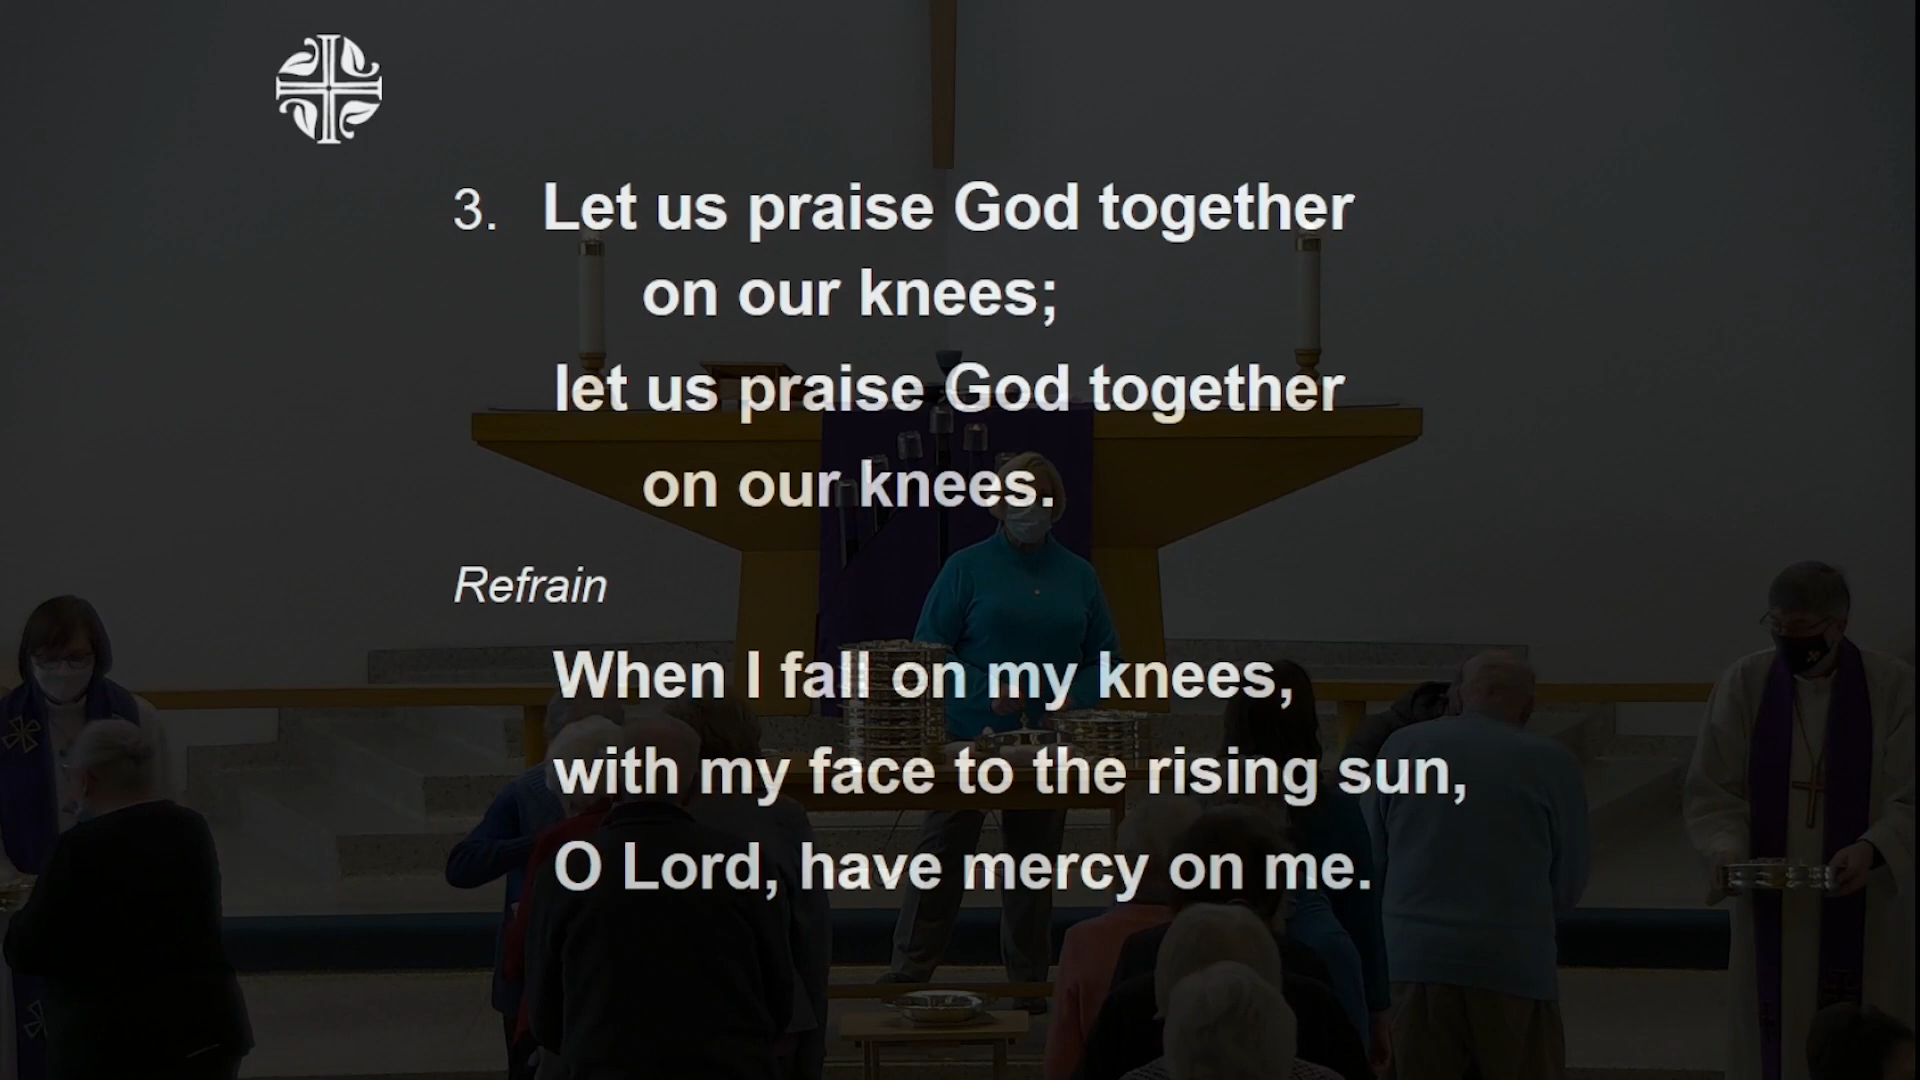 3. Let us praise God together
on our knees;
let us praise God together
on our knees.
Refrain
When I fall on my knees,
with my face to the rising sun,
O Lord, have mercy on me.